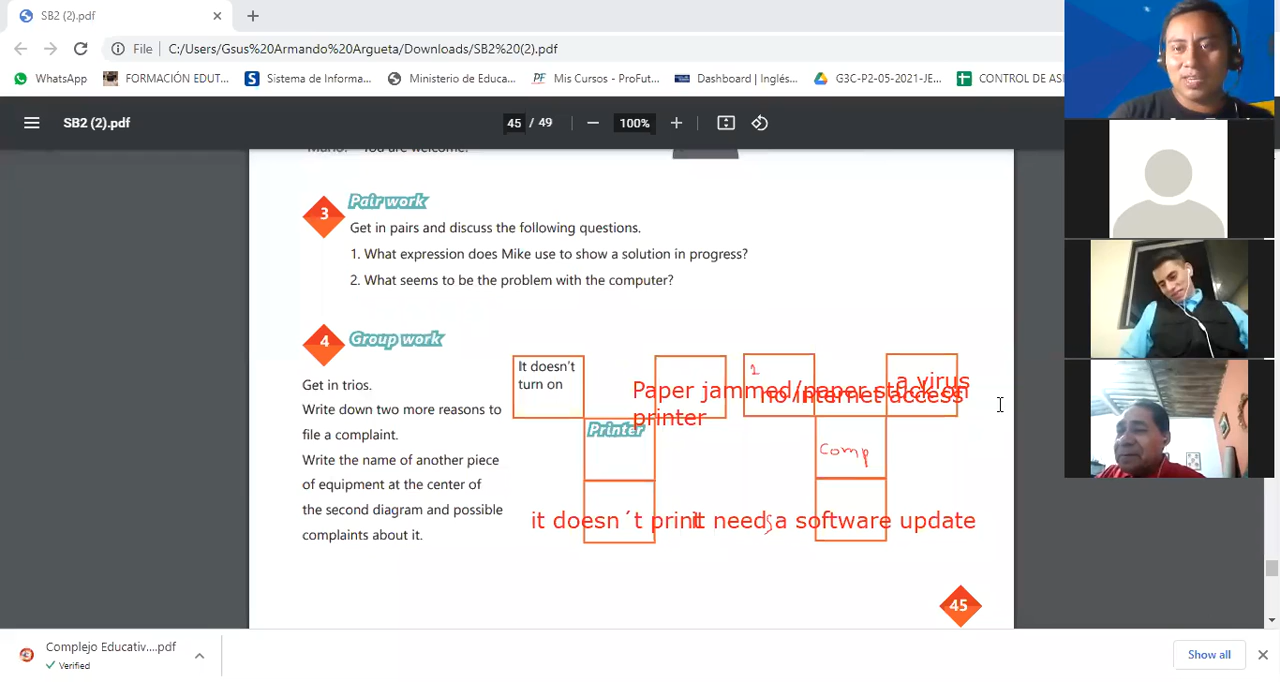 SB2 (2).pdf
File
C:/Users/Gsus%20Armando%20Argueta/Downloads/SB2%20(2).pdf
WhatsApp
FORMACIÓN EDUT...
Sistema de Informa...
Ministerio de Educa...
Mis Cursos - ProFut...
Dashboard | Inglés...
G3C-P2-05-2021-JE...
CONTROL DE AS
SB2 (2).pdf
45 / 49
100%
You are welcome.
3
Pair work
Get in pairs and discuss the following questions.
1. What expression does Mike use to show a solution in progress?
2. What seems to be the problem with the computer?
4
Group work
Get in trios.
Write down two more reasons to
file a complaint.
Write the name of another piece
of equipment at the center of
the second diagram and possible
complaints about it.
It doesn't
turn on
Paper jammed/paper stuck on
printer
Printer
it doesn´t print
1
no internet access
a virus
Comp
it needs a software update
45
Complejo Educativ....pdf
Verified
Show all